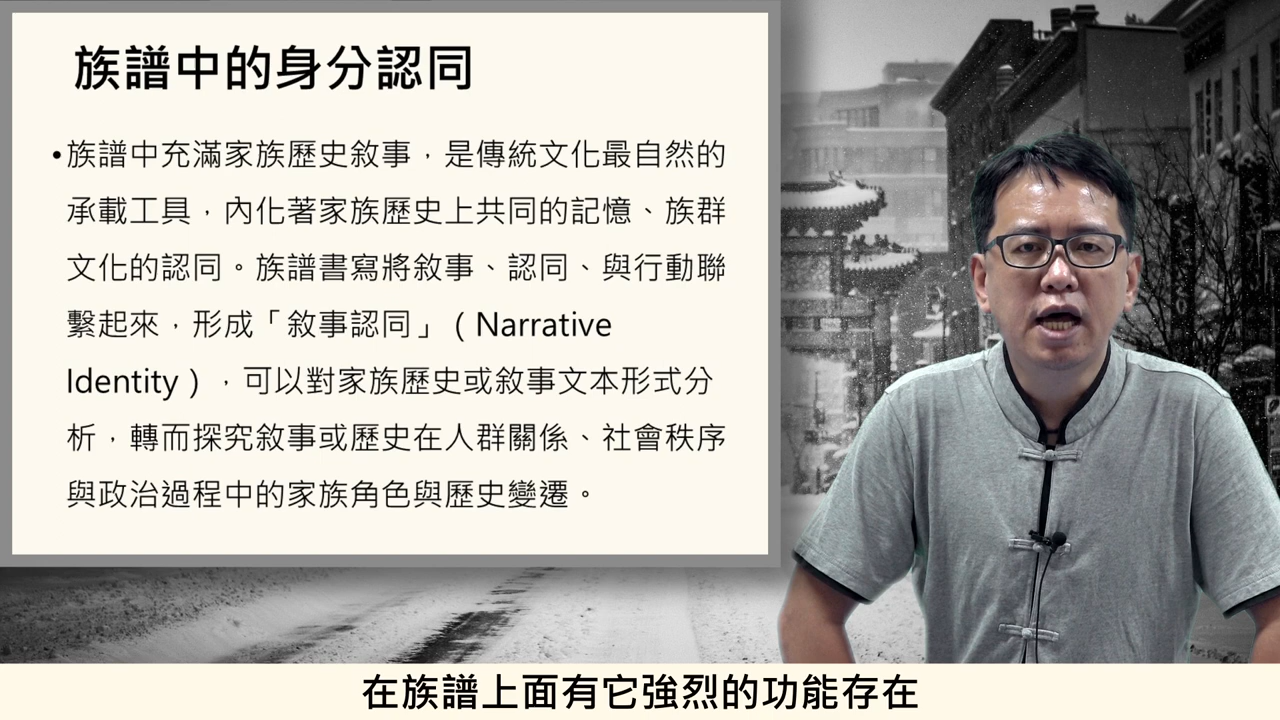 族譜中的身分認同
•族譜中充滿家族歷史敘事，是傳統文化最自然的
承載工具，內化著家族歷史上共同的記憶、族群
文化的認同。族譜書寫將敘事、認同、與行動聯
繫起來，形成「敘事認同」（Narrative
Identity），可以對家族歷史或敘事文本形式分
析，轉而探究敘事或歷史在人群關係、社會秩序
與政治過程中的家族角色與歷史變遷。
在族譜上面有它強烈的功能存在